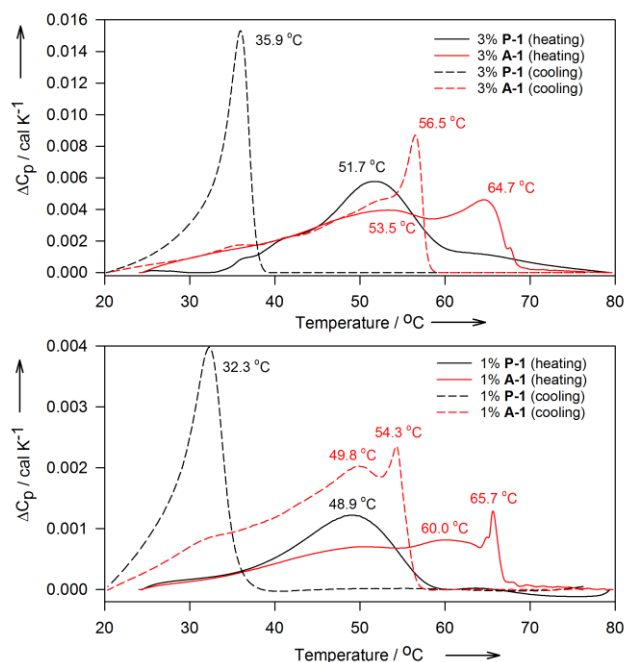 0.016
0.014
0.012
0.010
0.008
0.006
0.004
0.002
0.000
ΔCp / cal K⁻¹
35.9 °C
3% P-1 (heating)
3% A-1 (heating)
3% P-1 (cooling)
3% A-1 (cooling)
56.5 °C
51.7 °C
64.7 °C
53.5 °C
20 30 40 50 60 70 80
Temperature / °C
0.004
0.003
0.002
0.001
0.000
ΔCp / cal K⁻¹
32.3 °C
1% P-1 (heating)
1% A-1 (heating)
1% P-1 (cooling)
1% A-1 (cooling)
54.3 °C
49.8 °C
48.9 °C
65.7 °C
60.0 °C
20 30 40 50 60 70 80
Temperature / °C